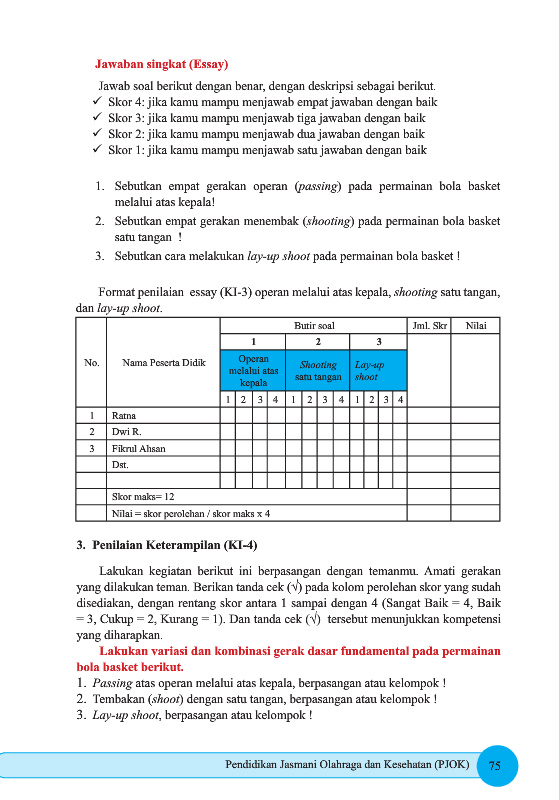 Jawaban singkat (Essay)
Jawab soal berikut dengan benar, dengan deskripsi sebagai berikut.
✓ Skor 4: jika kamu mampu menjawab empat jawaban dengan baik
✓ Skor 3: jika kamu mampu menjawab tiga jawaban dengan baik
✓ Skor 2: jika kamu mampu menjawab dua jawaban dengan baik
✓ Skor 1: jika kamu mampu menjawab satu jawaban dengan baik
1. Sebutkan empat gerakan operan (passing) pada permainan bola basket
melalui atas kepala!
2. Sebutkan empat gerakan menembak (shooting) pada permainan bola basket
satu tangan !
3. Sebutkan cara melakukan lay-up shoot pada permainan bola basket !
Format penilaian essay (KI-3) operan melalui atas kepala, shooting satu tangan,
dan lay-up shoot.
No. Nama Peserta Didik Butir soal Jml. Skr Nilai
1 2 3
Operan
melalui atas
kepala
Shooting
satu tangan
Lay-up
shoot
1 2 3 4 1 2 3 4 1 2 3 4
1 Ratna
2 Dwi R.
3 Fikrul Ahsan
Dst.
Skor maks= 12
Nilai = skor perolehan / skor maks x 4
3. Penilaian Keterampilan (KI-4)
Lakukan kegiatan berikut ini berpasangan dengan temanmu. Amati gerakan
yang dilakukan teman. Berikan tanda cek (√) pada kolom perolehan skor yang sudah
disediakan, dengan rentang skor antara 1 sampai dengan 4 (Sangat Baik = 4, Baik
= 3, Cukup = 2, Kurang = 1). Dan tanda cek (√) tersebut menunjukkan kompetensi
yang diharapkan.
Lakukan variasi dan kombinasi gerak dasar fundamental pada permainan
bola basket berikut.
1. Passing atas operan melalui atas kepala, berpasangan atau kelompok !
2. Tembakan (shoot) dengan satu tangan, berpasangan atau kelompok !
3. Lay-up shoot, berpasangan atau kelompok !
Pendidikan Jasmani Olahraga dan Kesehatan (PJOK) 75